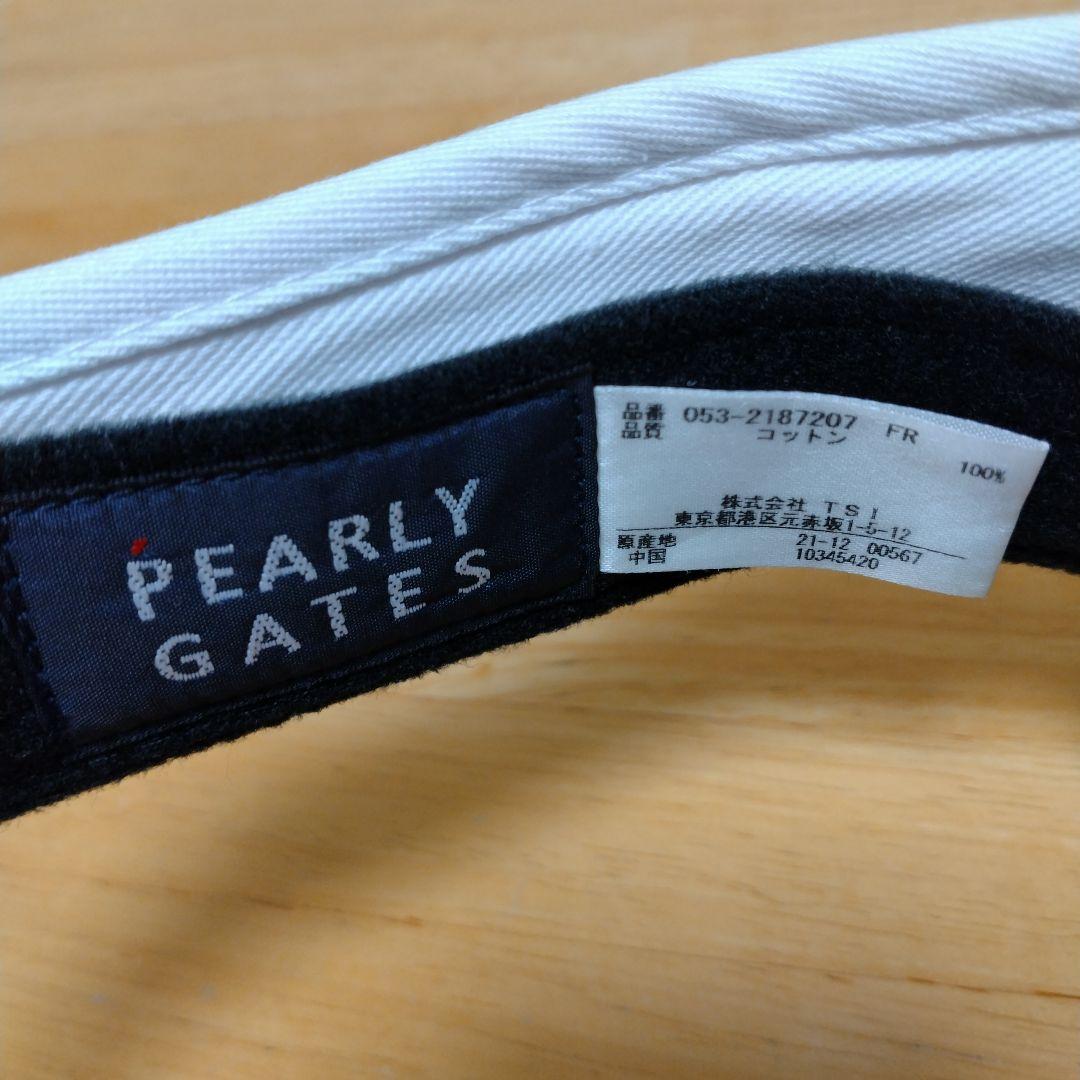 PEARLY
GATES
品番 053-2187207 FR
品質 コットン
100%
株式会社 TSI
東京都港区元赤坂1-5-12
原産地 21-12 00567
中国 10345420